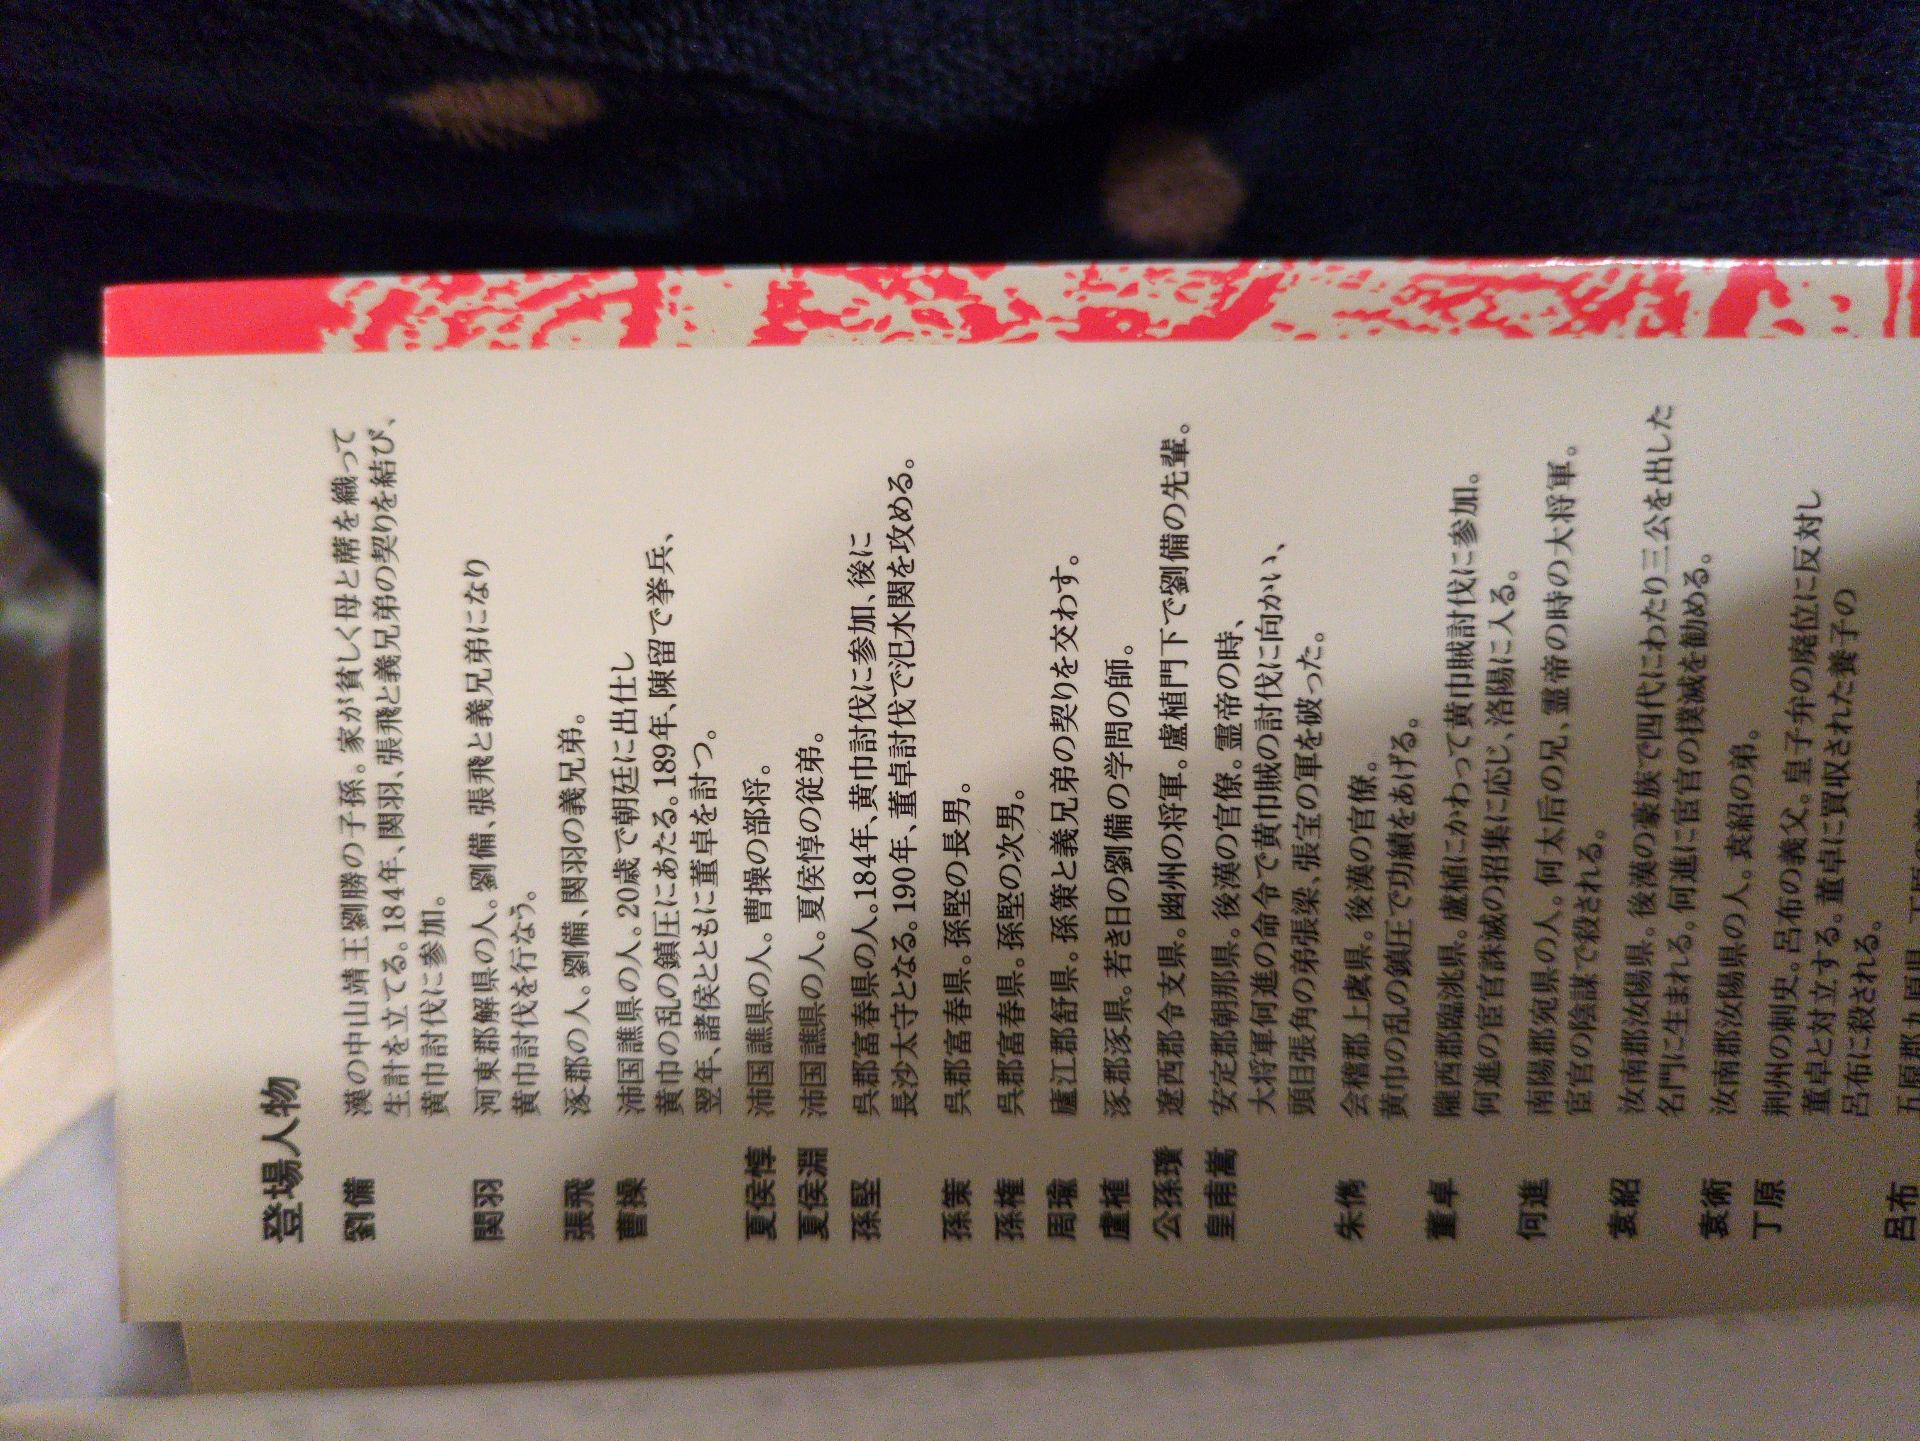 登場人物
劉備 漢の中山靖王劉勝の子孫。家が貧しく母と蓆を織って
生計を立てる。184年、関羽、張飛と義兄弟の契りを結び、
黄巾討伐に参加。
関羽 河東郡解県の人。劉備、張飛と義兄弟になり
黄巾討伐を行なう。
張飛 涿郡の人。劉備、関羽の義兄弟。
曹操 沛国譙県の人。20歳で朝廷に出仕し
黄巾の乱の鎮圧にあたる。189年、陳留で挙兵、
翌年、諸侯とともに董卓を討つ。
夏侯惇 沛国譙県の人。曹操の部将。
夏侯淵 沛国譙県の人。夏侯惇の従弟。
孫堅 呉郡富春県の人。184年、黄巾討伐に参加、後に
長沙太守となる。190年、董卓討伐で汜水関を攻める。
孫策 呉郡富春県。孫堅の長男。
孫権 呉郡富春県。孫堅の次男。
周瑜 廬江郡舒県。孫策と義兄弟の契りを交わす。
盧植 涿郡涿県。若き日の劉備の学問の師。
公孫瓚 遼西郡令支県。幽州の将軍。盧植門下で劉備の先輩。
皇甫嵩 安定郡朝那県。後漢の官僚。霊帝の時、
大将軍何進の命令で黄巾賊の討伐に向かい、
頭目張角の弟張梁、張宝の軍を破った。
朱儁 会稽郡上虞県。後漢の官僚。
黄巾の乱の鎮圧で功績をあげる。
董卓 隴西郡臨洮県。盧植にかわって黄巾賊討伐に参加。
何進の宦官誅滅の招集に応じ、洛陽に入る。
何進 南陽郡宛県の人。何太后の兄、霊帝の時の大将軍。
宦官の陰謀で殺される。
袁紹 汝南郡汝陽県。後漢の豪族で四代にわたり三公を出した
名門に生まれる。何進に宦官の撲滅を勧める。
袁術 汝南郡汝陽県の人。袁紹の弟。
丁原 荆州の刺史。呂布の義父。皇子弁の廃位に反対し
董卓と対立する。董卓に買収された養子の
呂布に殺される。
呂布 五原郡九原県。丁原の養子